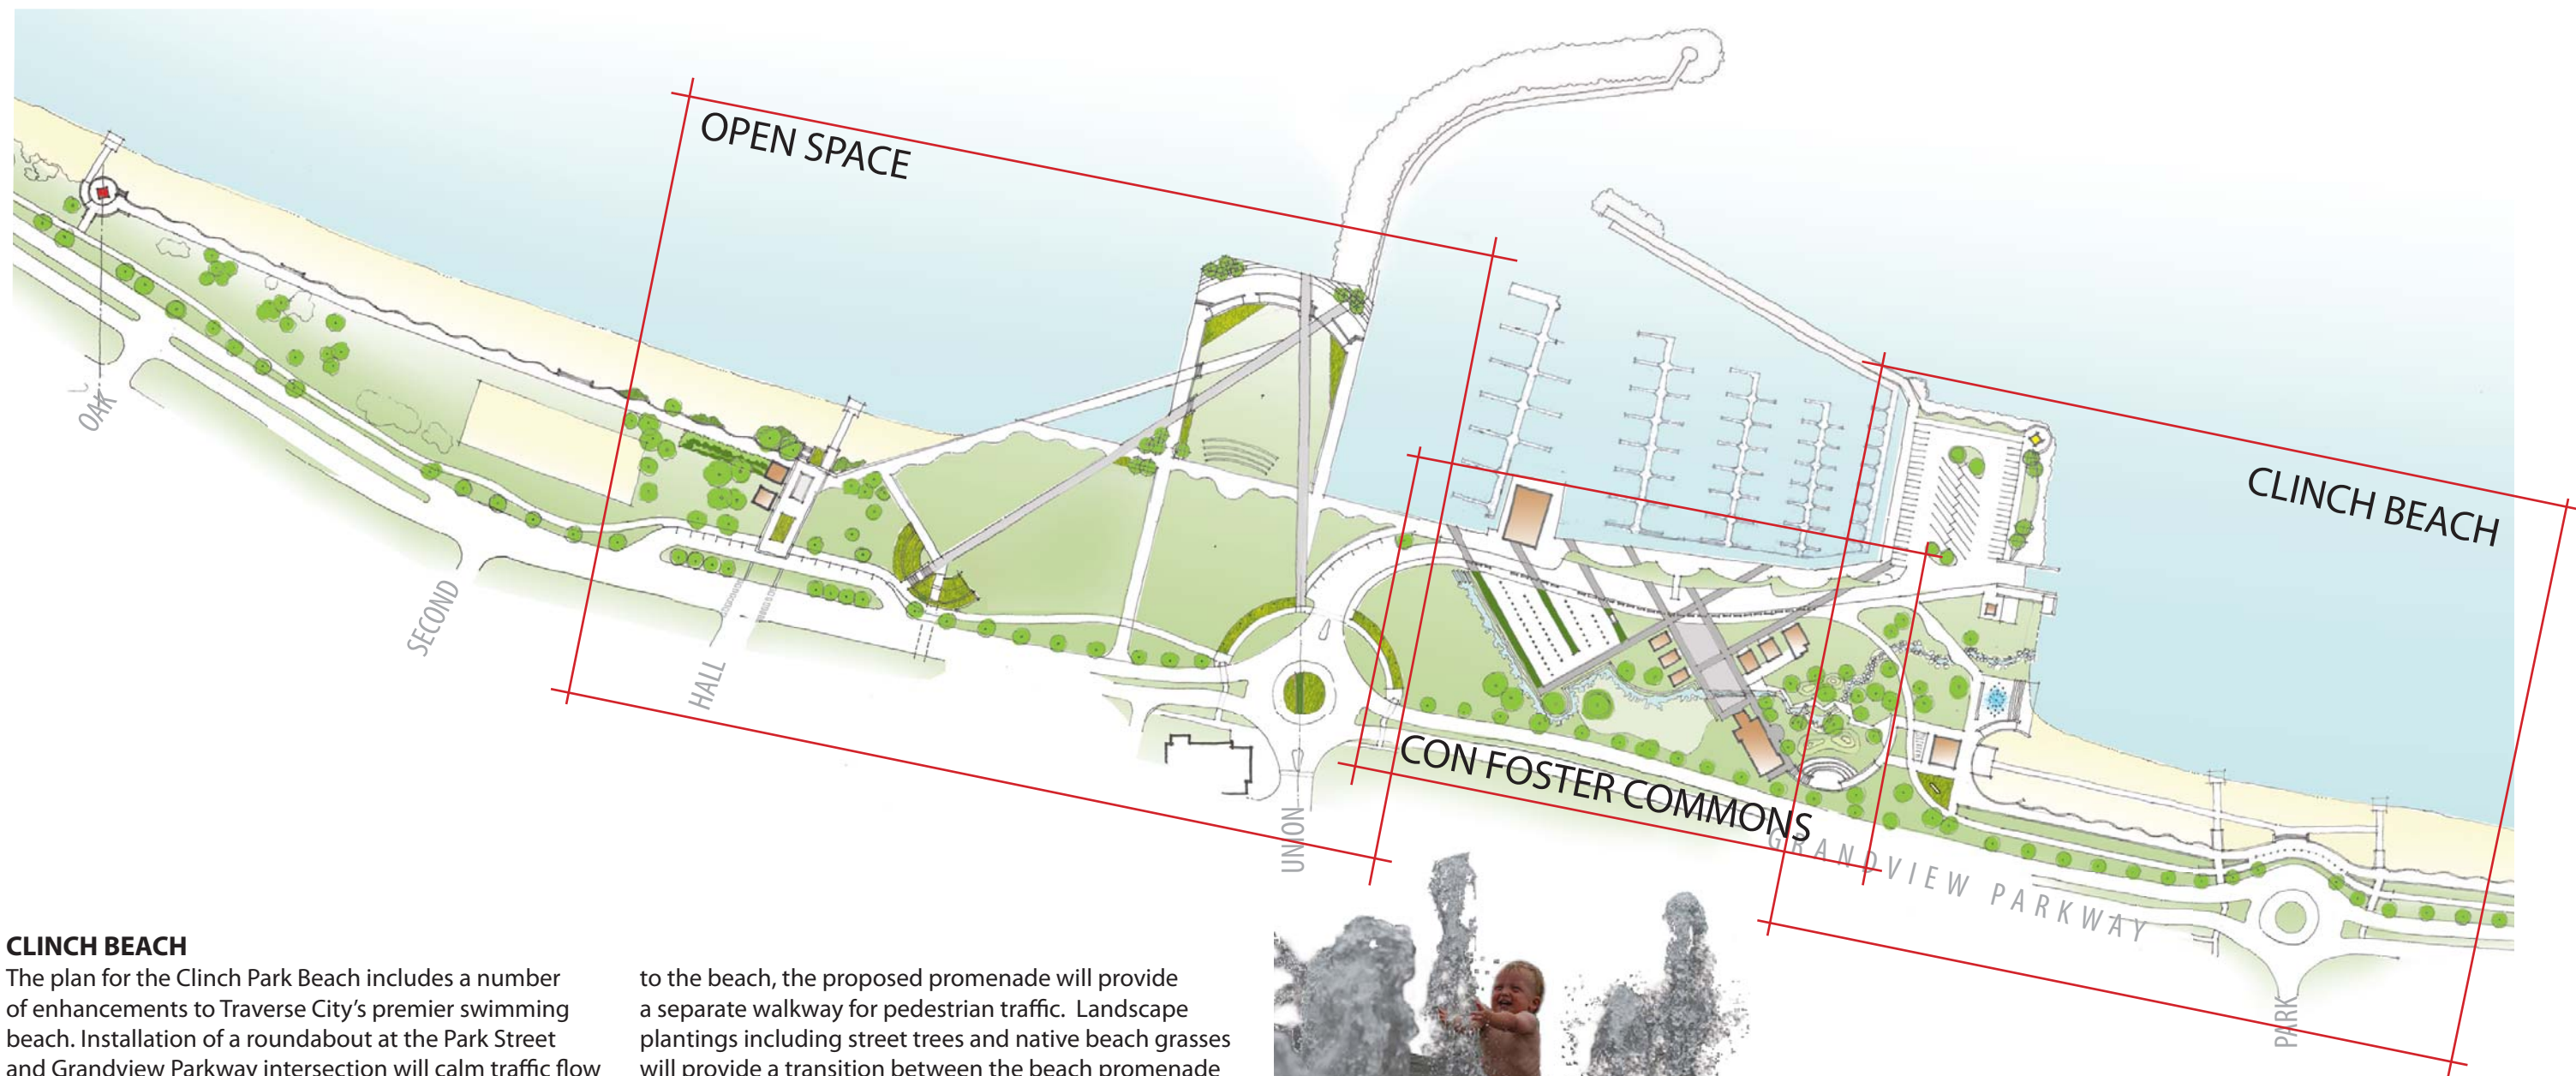 OPEN SPACE
CLINCH BEACH
CON FOSTER COMMONS
OAK
SECOND
HALL
UNION
GRANDVIEW PARKWAY
PARK
CLINCH BEACH
The plan for the Clinch Park Beach includes a number
of enhancements to Traverse City’s premier swimming
beach. Installation of a roundabout at the Park Street
and Grandview Parkway intersection will calm traffic flow
to the beach, the proposed promenade will provide
a separate walkway for pedestrian traffic.  Landscape
plantings including street trees and native beach grasses
will provide a transition between the beach promenade